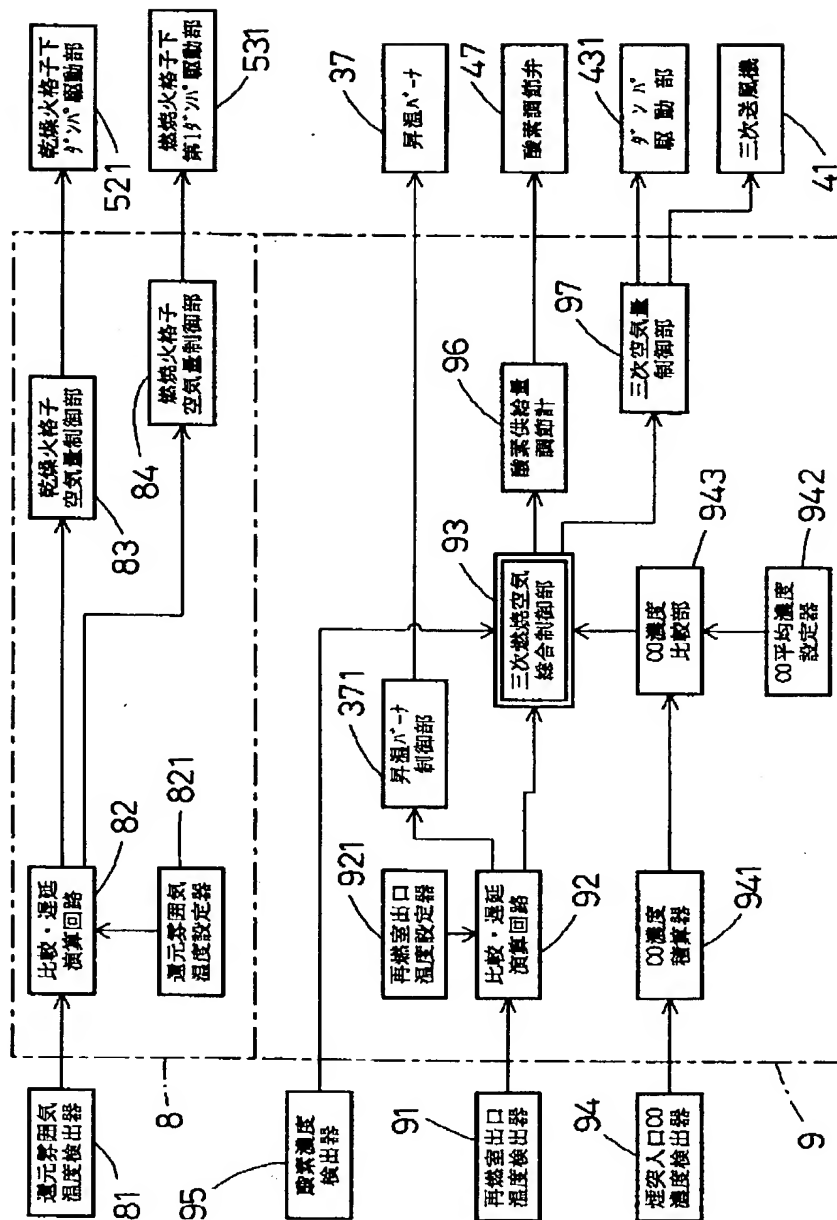 還元雰囲気
温度検出器
81
8
比較・遅延
演算回路
82
還元雰囲気
温度設定器
821
乾燥火格子
空気量制御部
83
燃焼火格子
空気量制御部
84
乾燥火格子下
ダンパ駆動部
521
燃焼火格子下
第1ダンパ駆動部
531
酸素濃度
検出器
95
再燃室出口
温度検出器
91
煙突入口CO
濃度検出器
94
9
再燃室出口
温度設定器
921
比較・遅延
演算回路
92
CO濃度
積算器
941
昇温バーナ
制御部
371
三次燃焼空気
総合制御部
93
CO濃度
比較部
943
CO平均濃度
設定器
942
酸素供給量
調節計
96
三次空気量
制御部
97
昇温バーナ
37
酸素調節弁
47
ダンパ
駆動部
431
三次送風機
41